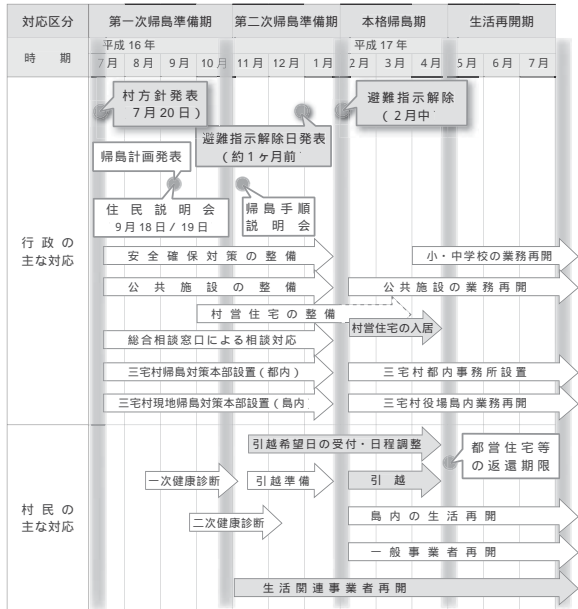 対応区分 第一次帰島準備期 第二次帰島準備期 本格帰島期 生活再開期
時 期 平成16年 平成17年
7月 8月 9月 10月 11月 12月 1月 2月 3月 4月 5月 6月 7月
村方針発表
7月20日)
避難指示解除
(2月中
避難指示解除日発表
(約1ヶ月前
帰島計画発表
住民説明会
9月18日/19日
帰島手順
説明会
行政の
主な対応
安全確保対策の整備
小・中学校の業務再開
公共施設の整備
公共施設の業務再開
村営住宅の整備
村営住宅の入居
総合相談窓口による相談対応
三宅村帰島対策本部設置(都内)
三宅村都内事務所設置
三宅村現地帰島対策本部設置(島内
三宅村役場島内業務再開
村民の
主な対応
引越希望日の受付・日程調整
都営住宅等
の返還期限
一次健康診断
引越準備
引越
二次健康診断
島内の生活再開
一般事業者再開
生活関連事業者再開